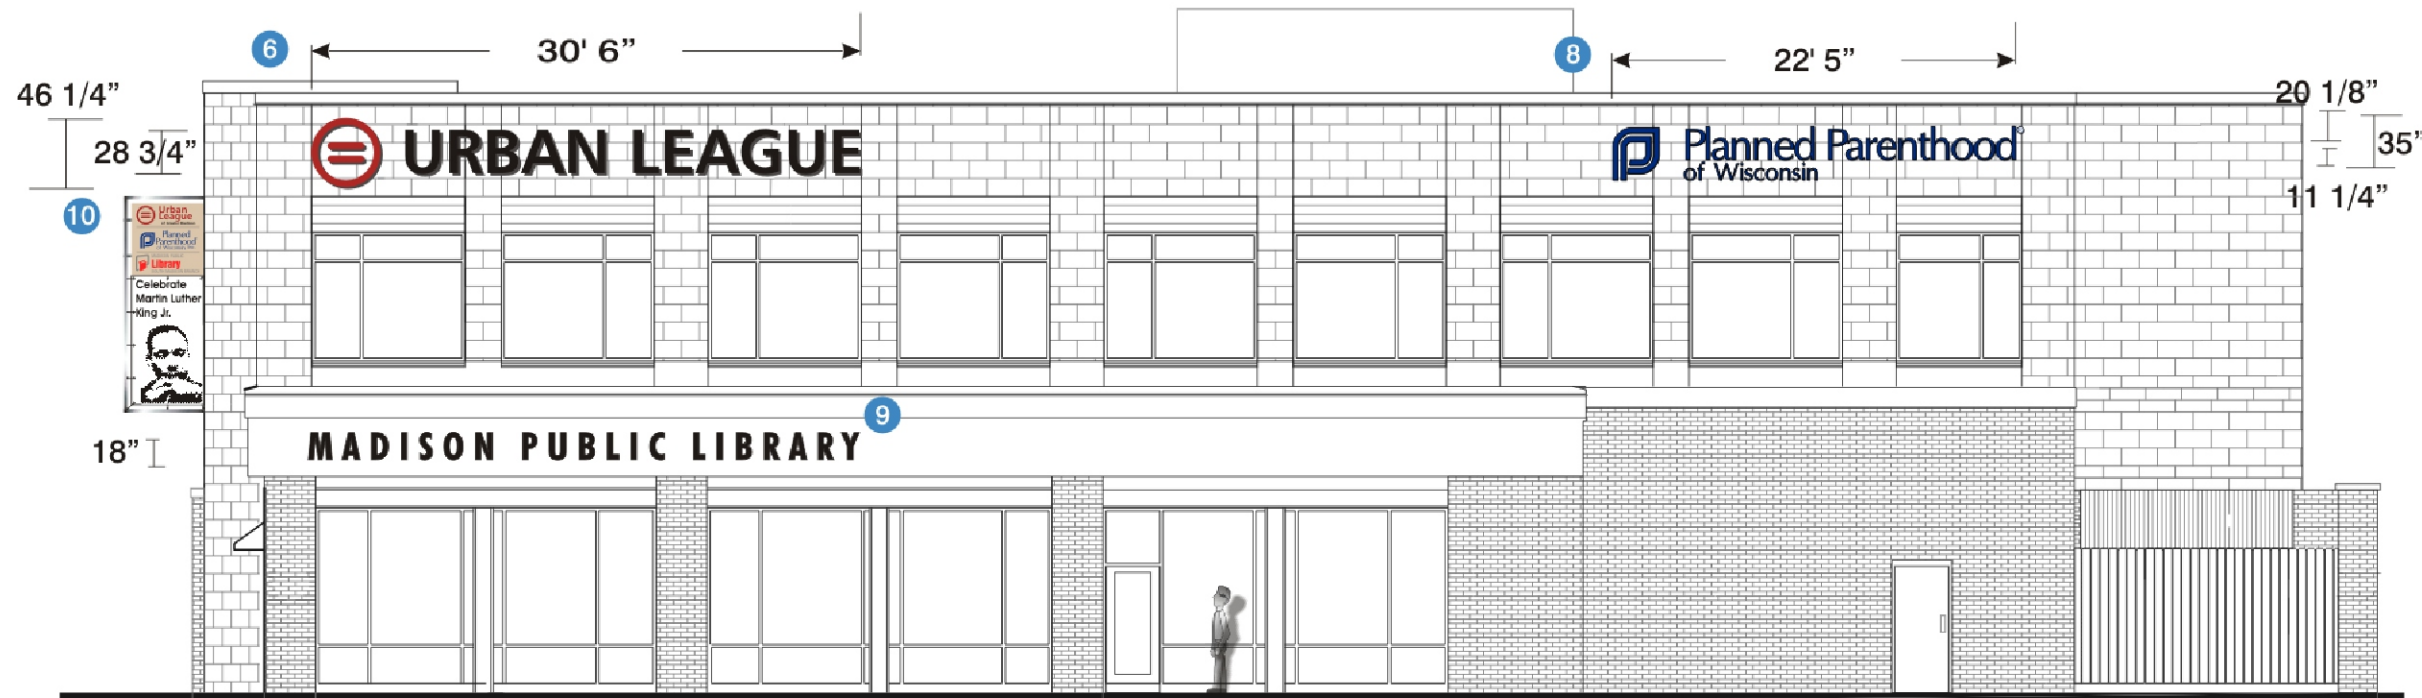 6
30' 6”
8
22' 5”
46 1/4”
28 3/4”
20 1/8”
35”
11 1/4”
URBAN LEAGUE
Planned Parenthood
of Wisconsin
10
Urban
League
Planned
Parenthood
Library
Celebrate
Martin Luther
King Jr.
9
18”
MADISON PUBLIC LIBRARY